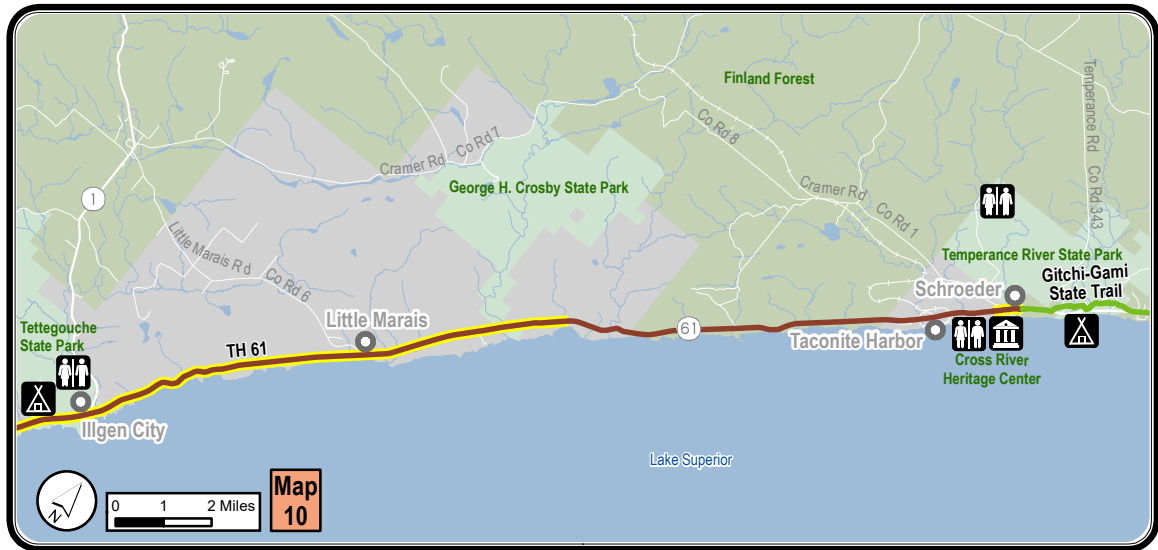 Finland Forest
Temperance Rd Co Rd 343
Co Rd 8
Cramer Rd Co Rd 7
George H. Crosby State Park
Cramer Rd Co Rd 1
1
Little Marais Rd Co Rd 6
Temperance River State Park
Gitchi-Gami
State Trail
Schroeder
Tettegouche
State Park
Little Marais
TH 61
61
Taconite Harbor
Cross River
Heritage Center
Illgen City
Lake Superior
N
0 1 2 Miles
Map
10